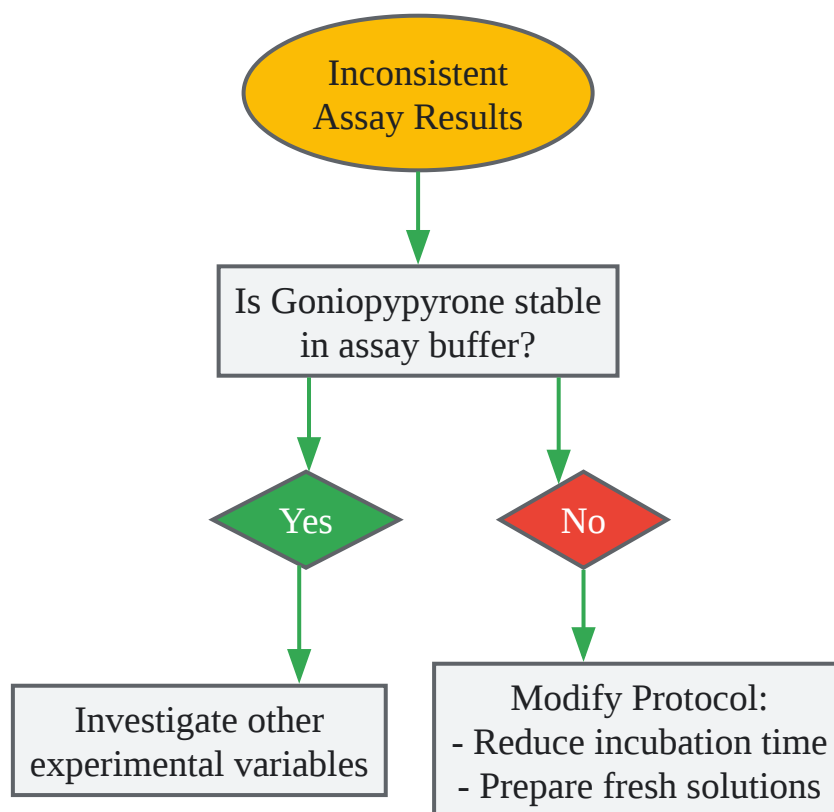 Inconsistent
Assay Results
Is Goniopypyrone stable
in assay buffer?
Yes
No
Investigate other
experimental variables
Modify Protocol:
- Reduce incubation time
- Prepare fresh solutions